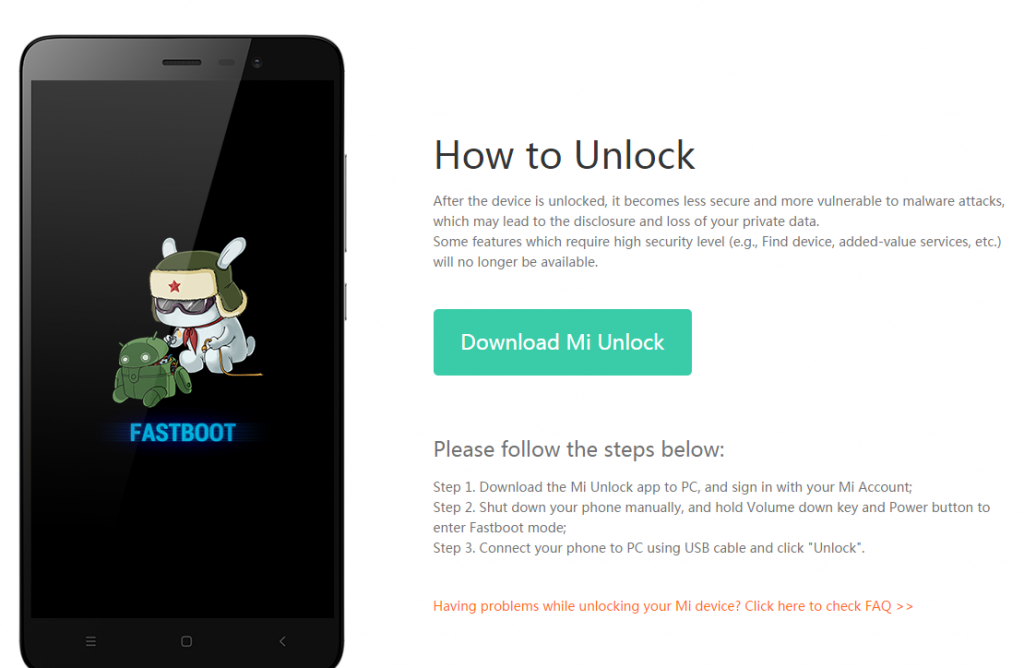 How to Unlock
After the device is unlocked, it becomes less secure and more vulnerable to malware attacks,
which may lead to the disclosure and loss of your private data.
Some features which require high security level (e.g., Find device, added-value services, etc.)
will no longer be available.
Download Mi Unlock
FASTBOOT
Please follow the steps below:
Step 1. Download the Mi Unlock app to PC, and sign in with your Mi Account;
Step 2. Shut down your phone manually, and hold Volume down key and Power button to
enter Fastboot mode;
Step 3. Connect your phone to PC using USB cable and click "Unlock".
Having problems while unlocking your Mi device? Click here to check FAQ >>